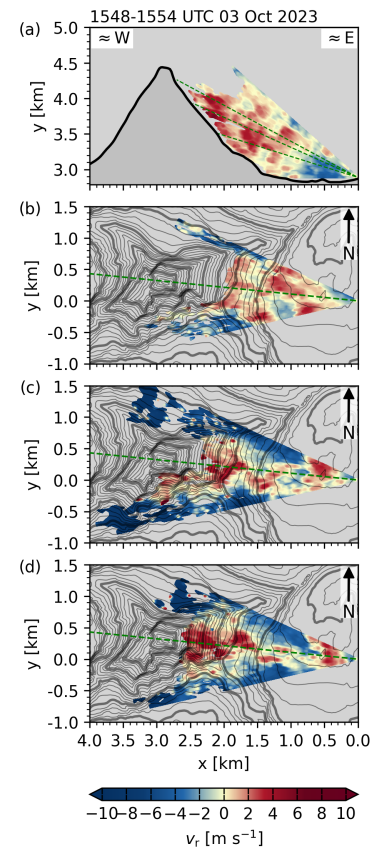 1548-1554 UTC 03 Oct 2023
(a)
≈ W
≈ E
5.0
4.5
4.0
3.5
3.0
y [km]
(b)
1.5
1.0
0.5
0.0
-0.5
-1.0
y [km]
N
(c)
1.5
1.0
0.5
0.0
-0.5
-1.0
y [km]
N
(d)
1.5
1.0
0.5
0.0
-0.5
-1.0
y [km]
N
4.0 3.5 3.0 2.5 2.0 1.5 1.0 0.5 0.0
x [km]
−10 −8 −6 −4 −2 0 2 4 6 8 10
vr [m s−1]